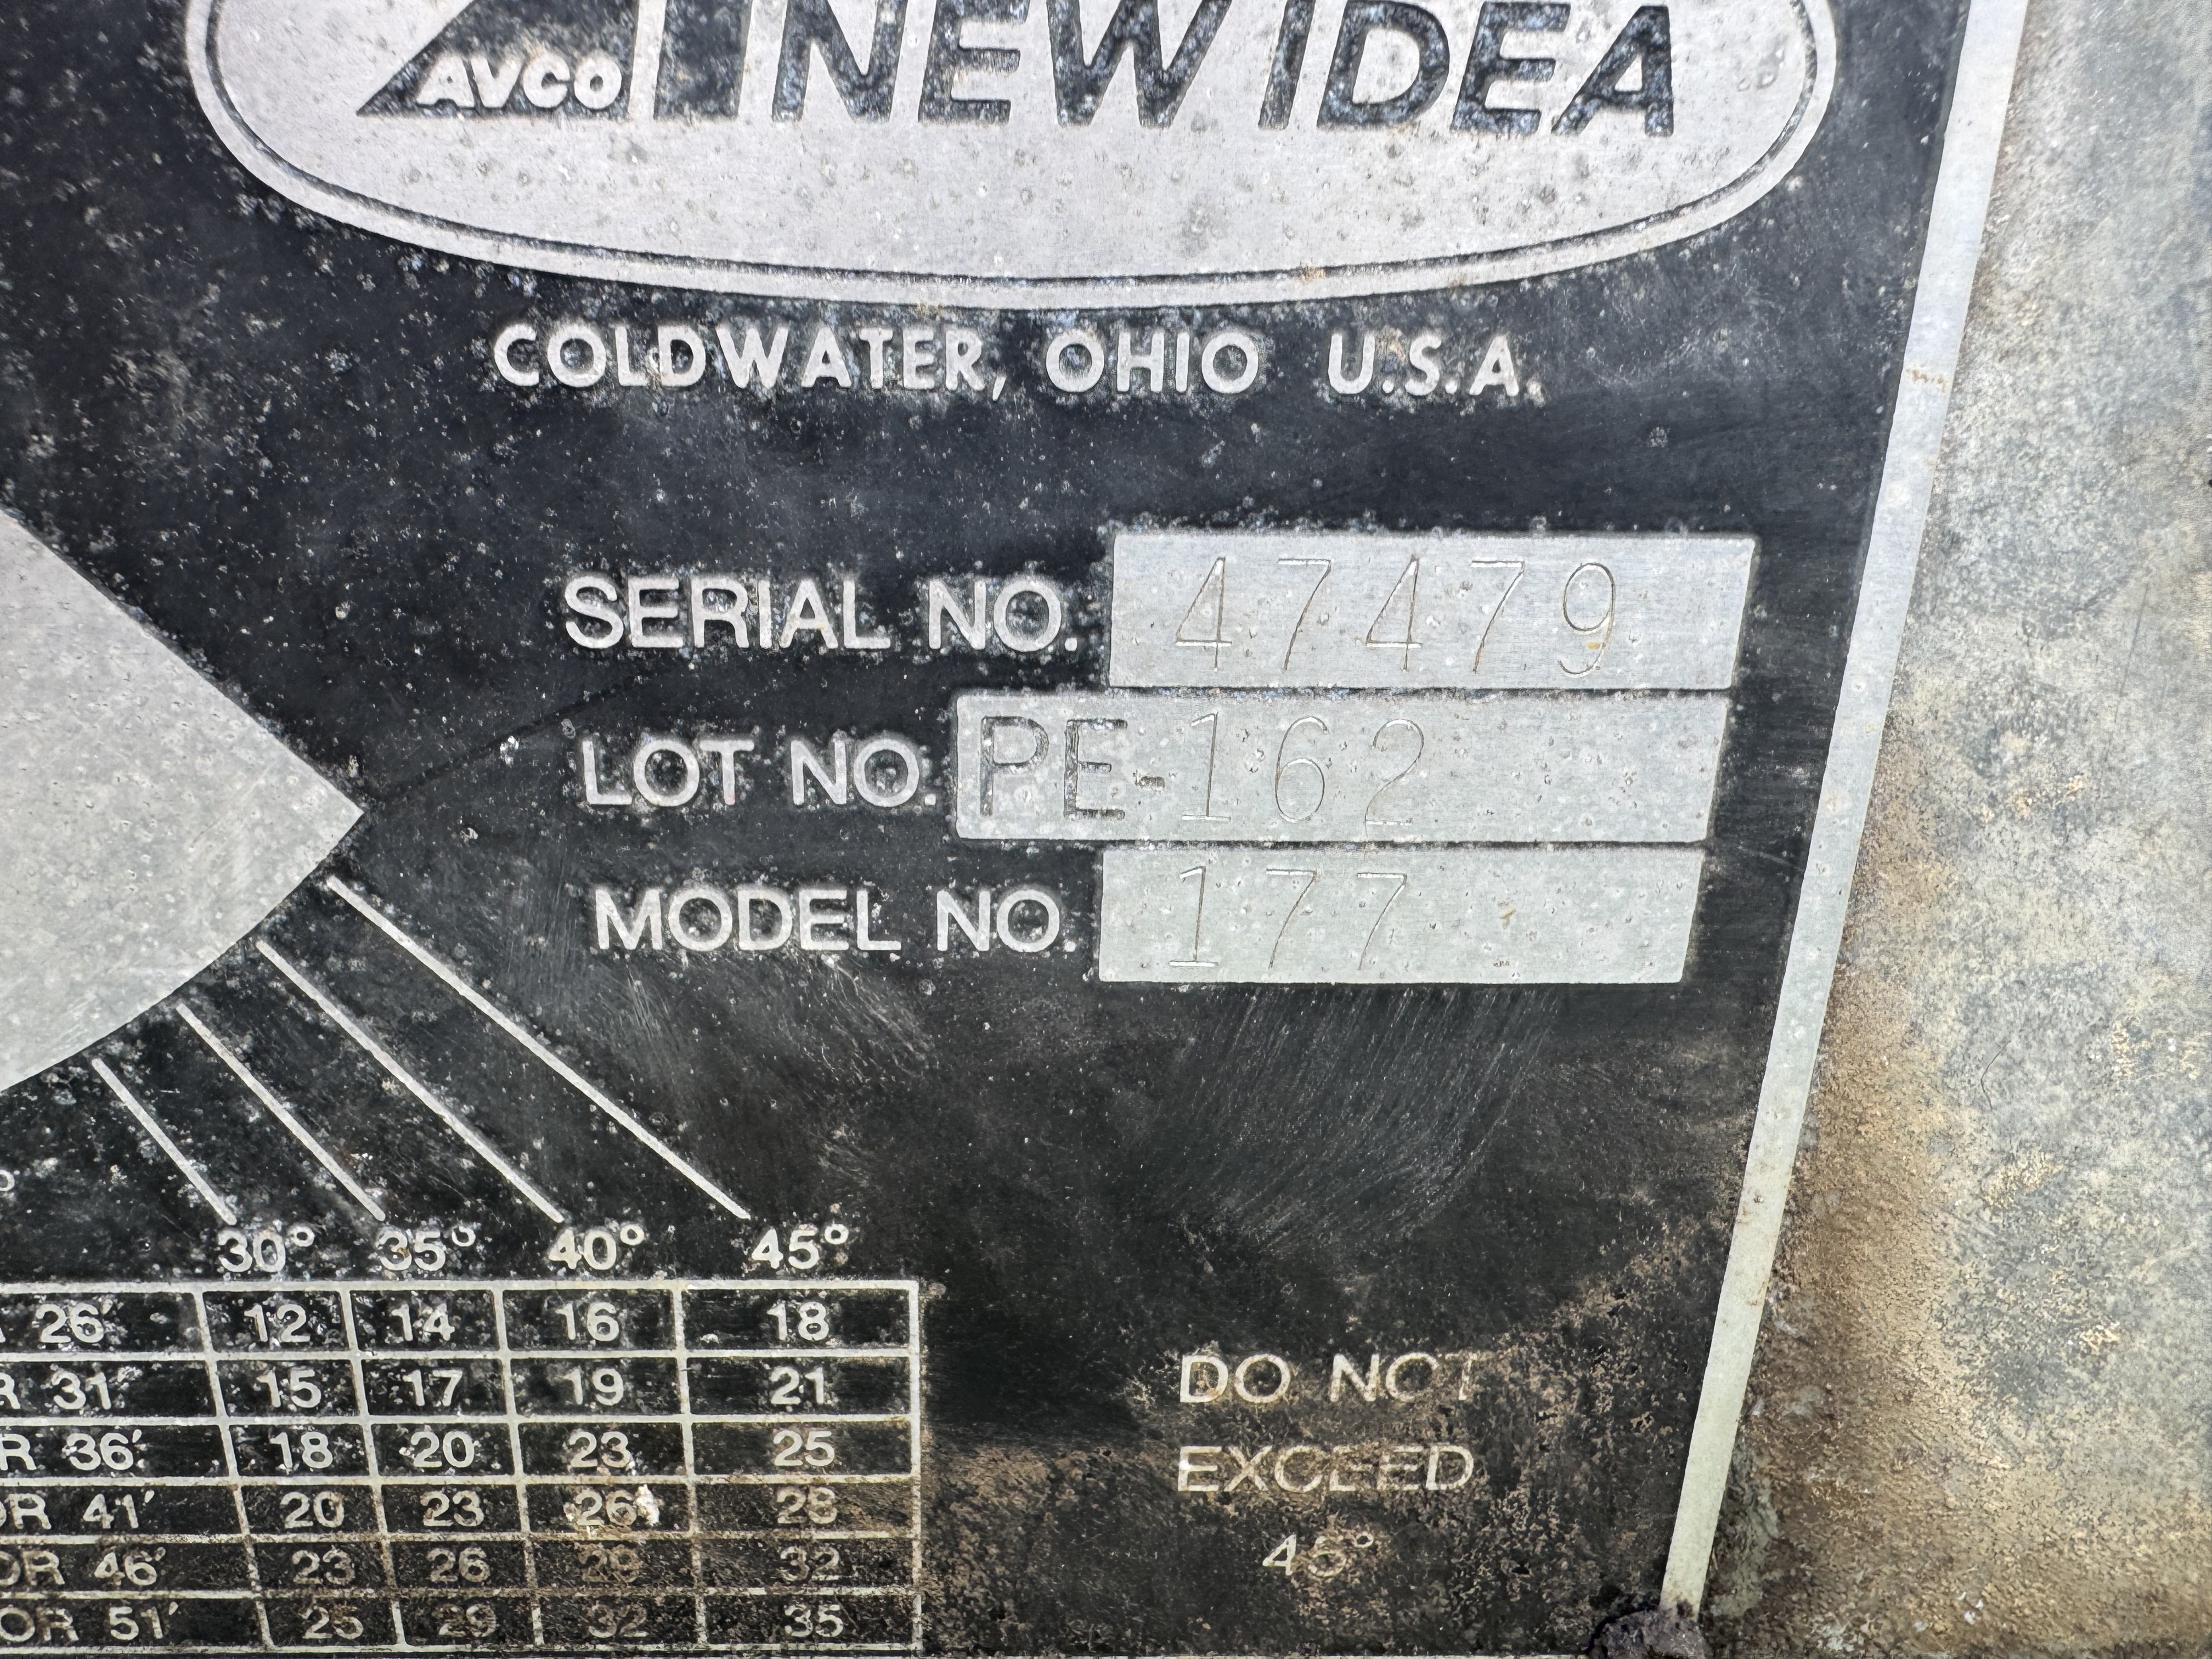 AVCO NEW IDEA
COLDWATER, OHIO U.S.A.
SERIAL NO. 47479
LOT NO. PE-162
MODEL NO. 177
30° 35° 40° 45°
26' 12 14 16 18
R 31' 15 17 19 21
R 36' 18 20 23 25
OR 41' 20 23 26 28
OR 46' 23 26 29 32
OR 51' 25 29 32 35
DO NOT
EXCEED
45°